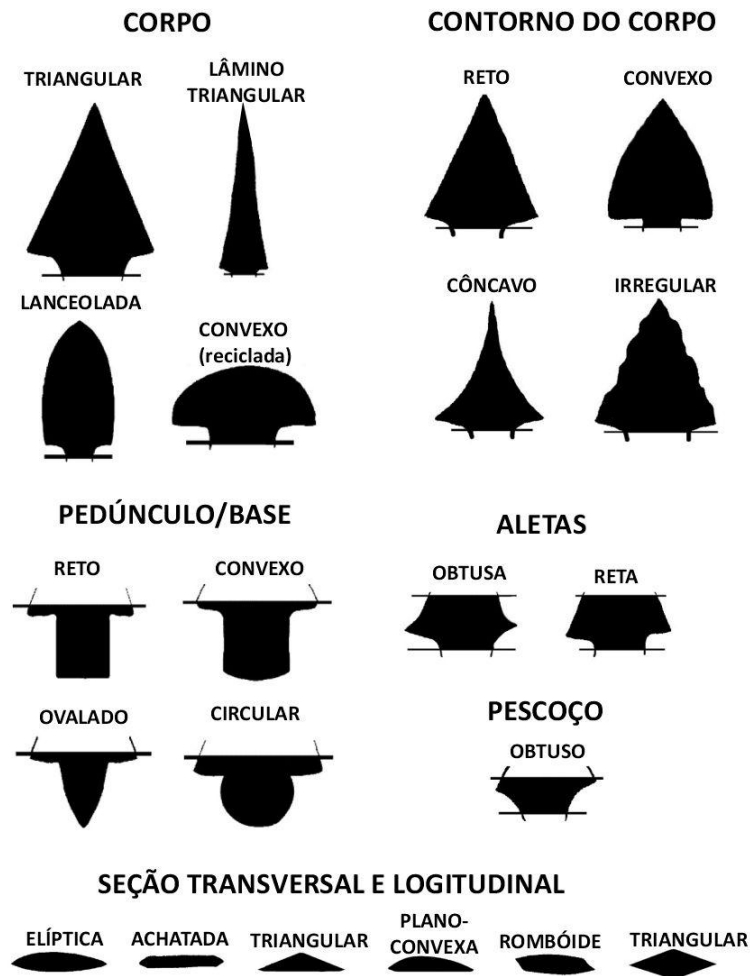 CORPO
TRIANGULAR
LÂMINO
TRIANGULAR
LANCEOLADA
CONVEXO
(reciclada)
CONTORNO DO CORPO
RETO
CONVEXO
CÔNCAVO
IRREGULAR
PEDÚNCULO/BASE
RETO
CONVEXO
OVALADO
CIRCULAR
ALETAS
OBTUSA
RETA
PESCOÇO
OBTUSO
SEÇÃO TRANSVERSAL E LOGITUDINAL
ELÍPTICA
ACHATADA
TRIANGULAR
PLANO-
CONVEXA
ROMBÓIDE
TRIANGULAR